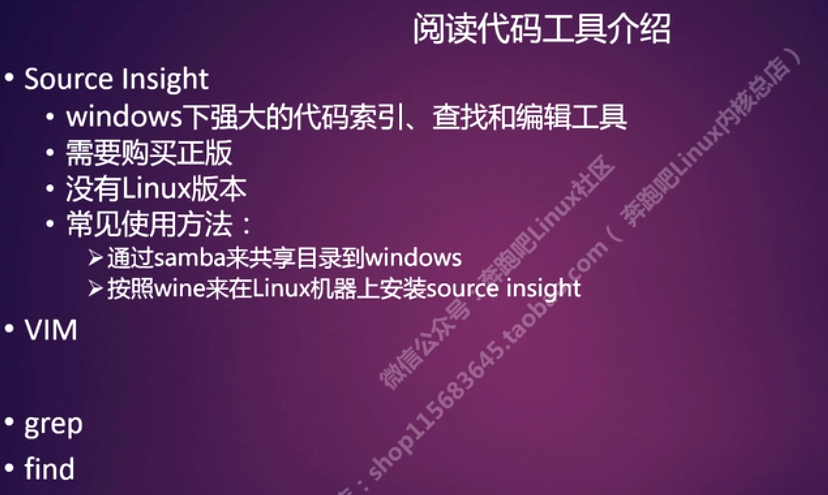 阅读代码工具介绍
• Source Insight
• windows下强大的代码索引、查找和编辑工具
• 需要购买正版
• 没有Linux版本
• 常见使用方法：
➢通过samba来共享目录到windows
➢按照wine来在Linux机器上安装source insight
• VIM
• grep
• find
微信公众号：奔跑吧Linux社区
：shop115683645.taobao.com（ 奔跑吧Linux内核总店）